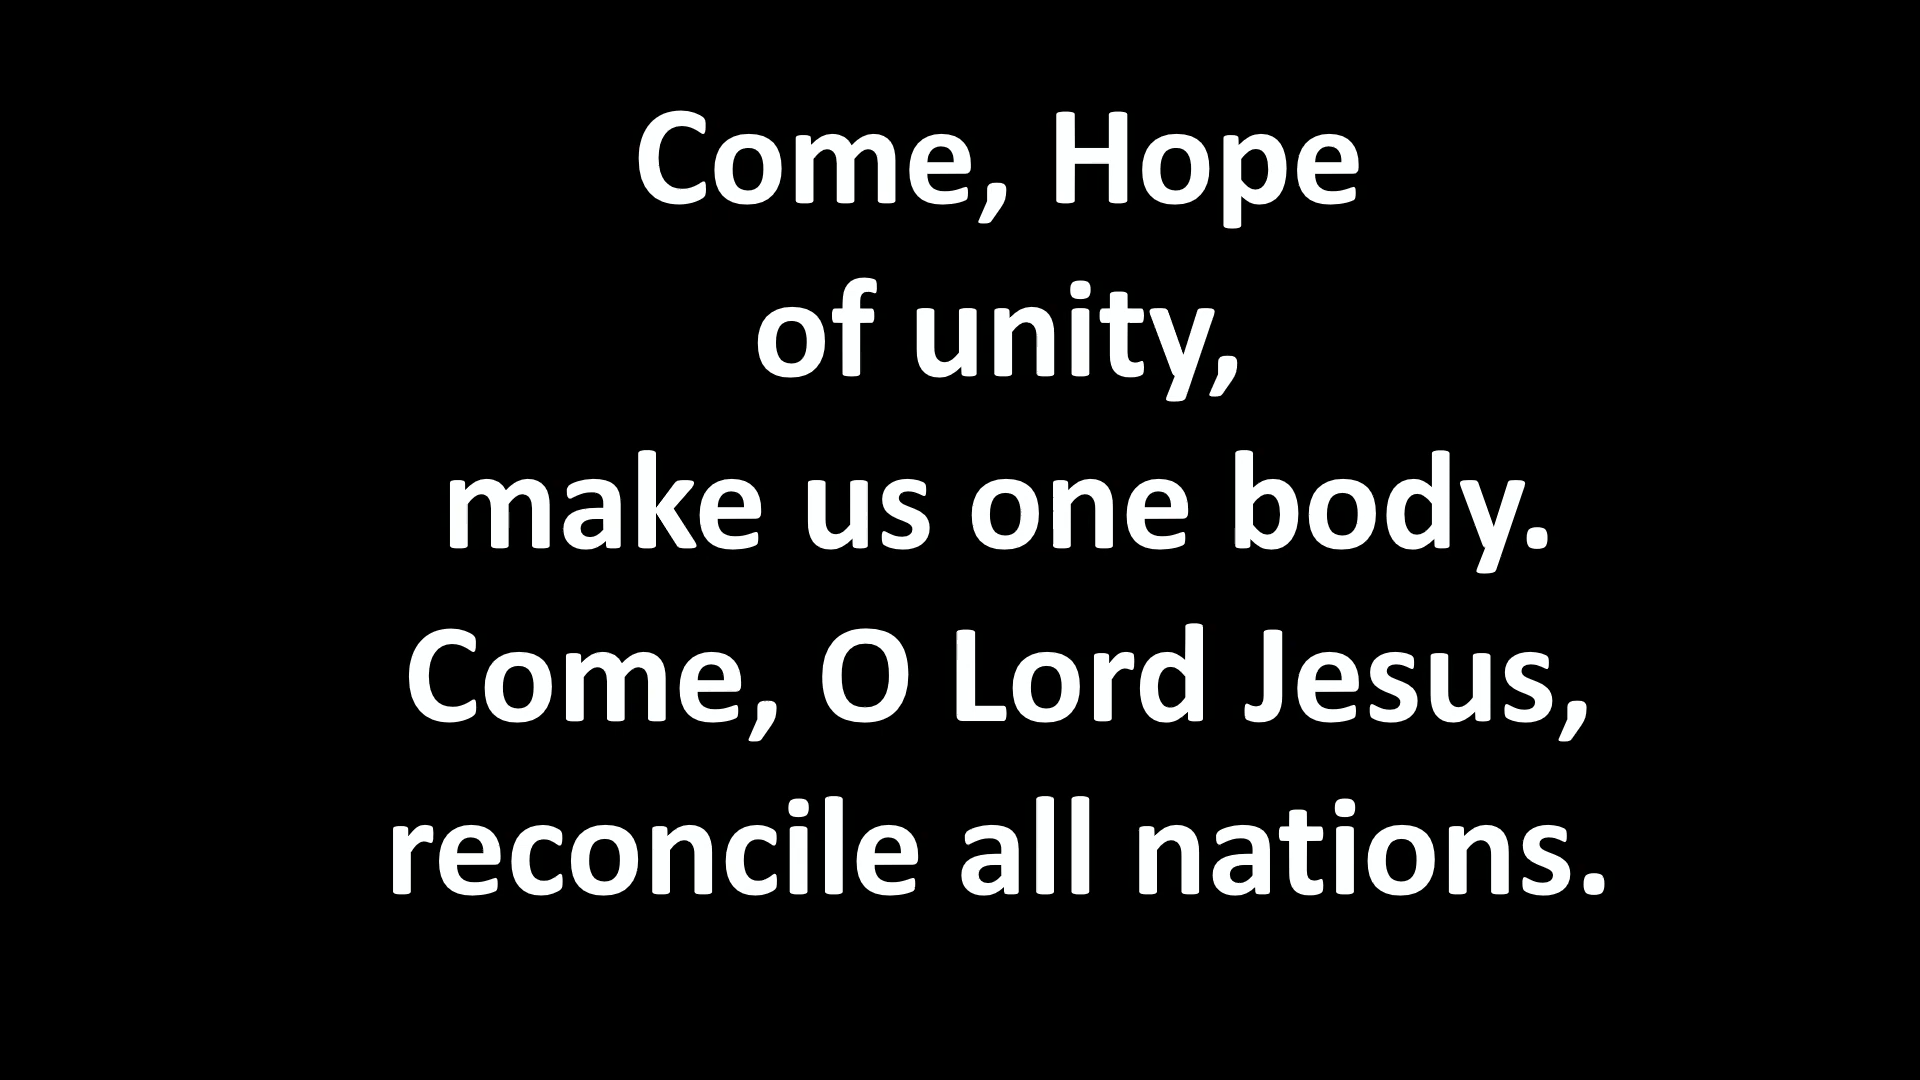 Come, Hope
of unity,
make us one body.
Come, O Lord Jesus,
reconcile all nations.